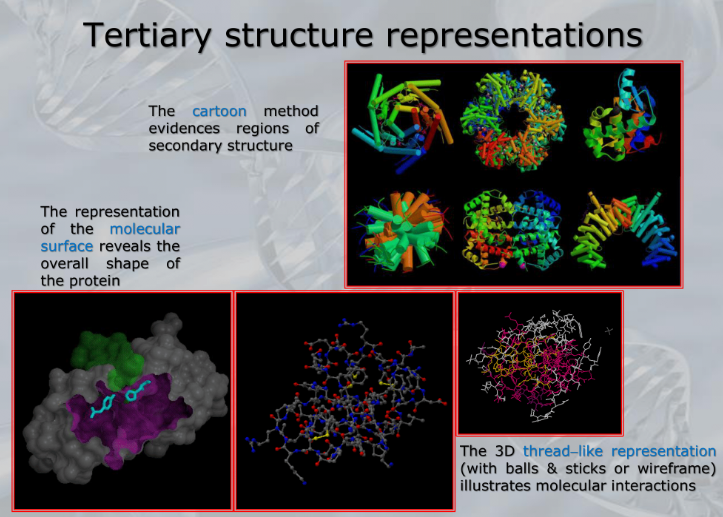 Tertiary structure representations
The cartoon method
evidences regions of
secondary structure
The representation
of the molecular
surface reveals the
overall shape of
the protein
The 3D thread–like representation
(with balls & sticks or wireframe)
illustrates molecular interactions